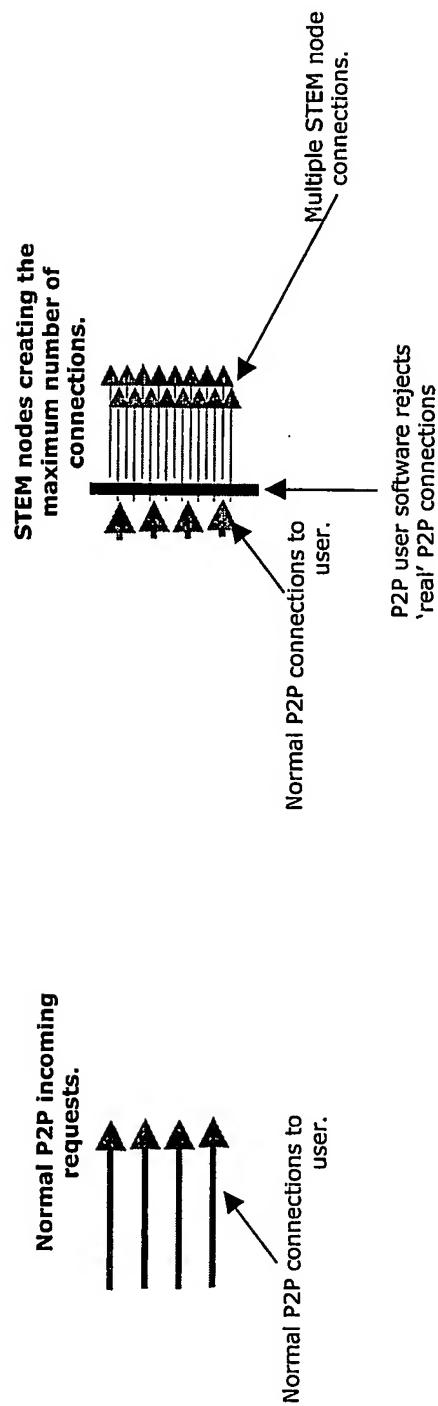 Normal P2P incoming
requests.
Normal P2P connections to
user.
STEM nodes creating the
maximum number of
connections.
Normal P2P connections to
user.
P2P user software rejects
'real' P2P connections
Multiple STEM node
connections.